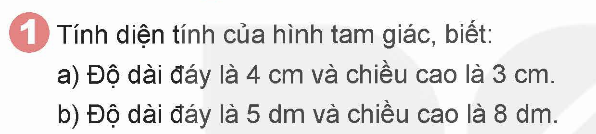 1 Tính diện tính của hình tam giác, biết:
a) Độ dài đáy là 4 cm và chiều cao là 3 cm.
b) Độ dài đáy là 5 dm và chiều cao là 8 dm.